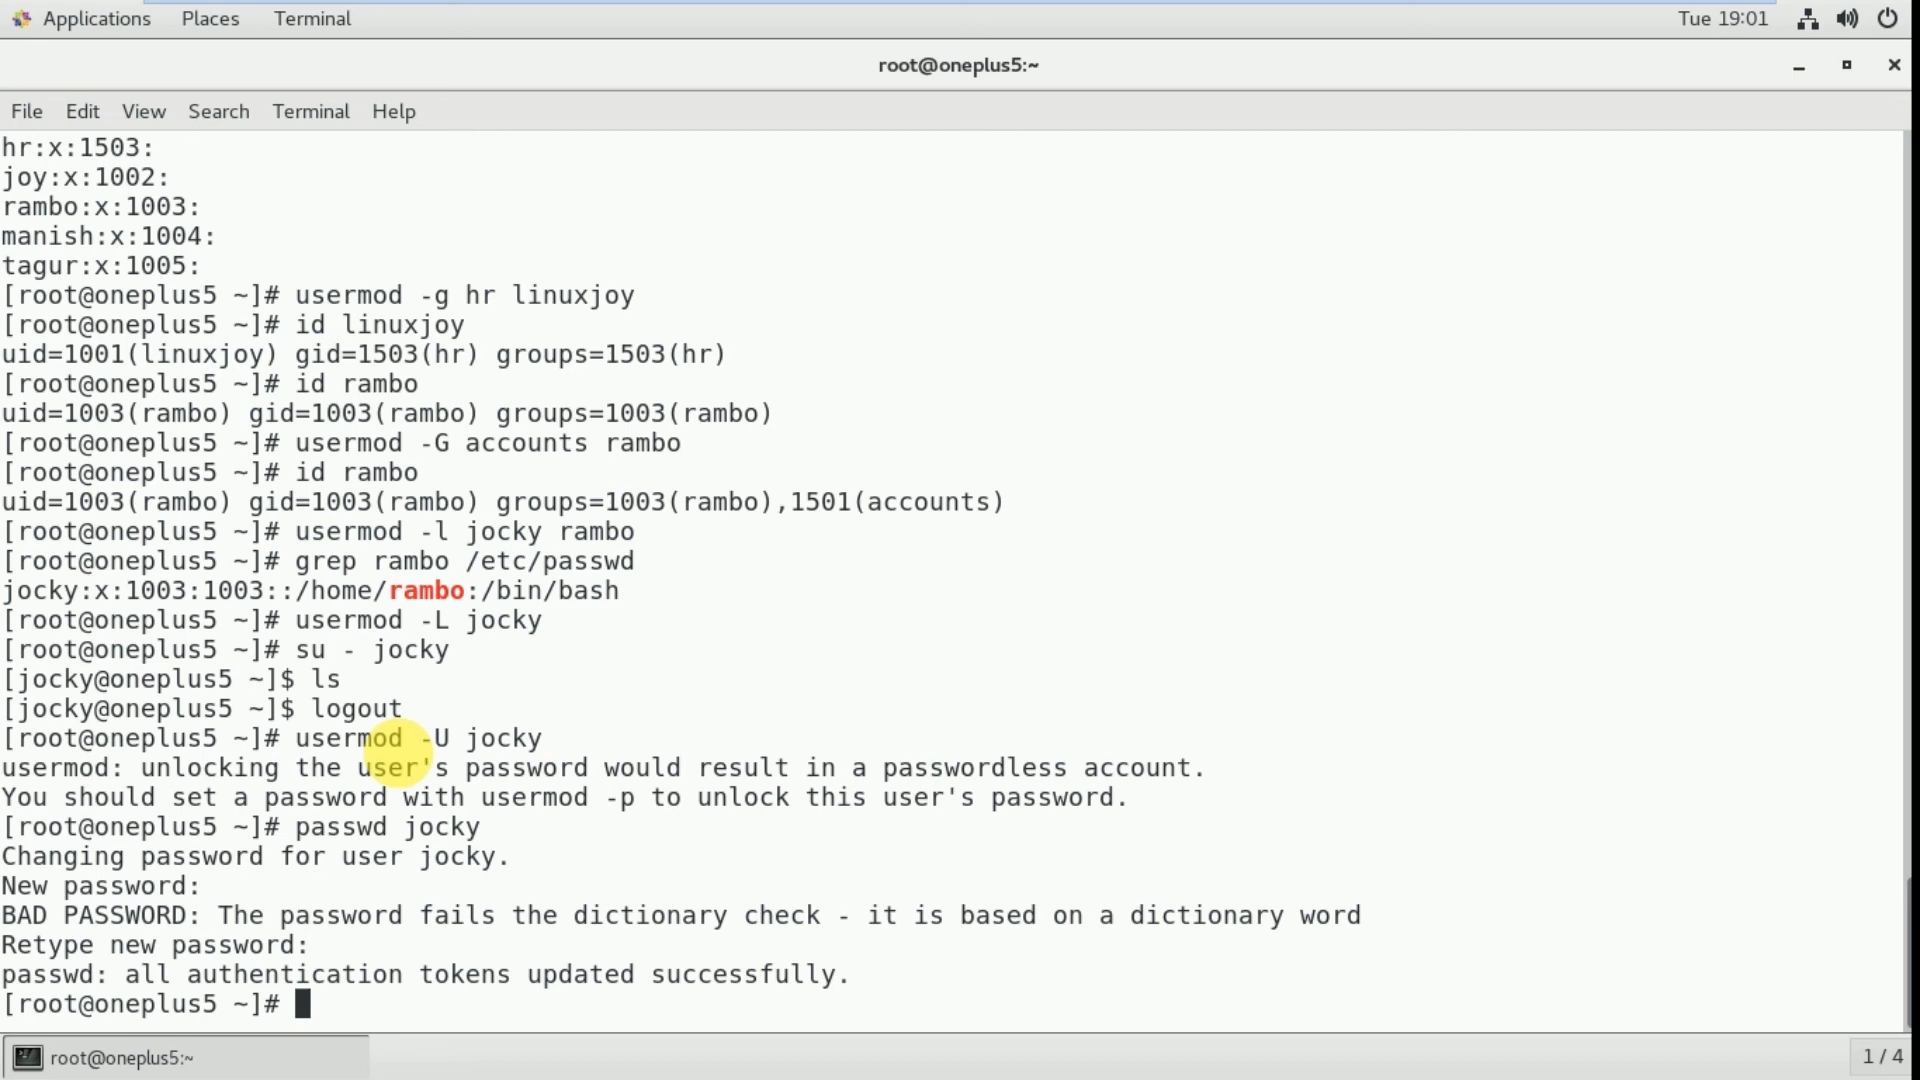 Applications Places Terminal Tue 19:01
root@oneplus5:~
File Edit View Search Terminal Help
hr:x:1503:
joy:x:1002:
rambo:x:1003:
manish:x:1004:
tagur:x:1005:
[root@oneplus5 ~]# usermod -g hr linuxjoy
[root@oneplus5 ~]# id linuxjoy
uid=1001(linuxjoy) gid=1503(hr) groups=1503(hr)
[root@oneplus5 ~]# id rambo
uid=1003(rambo) gid=1003(rambo) groups=1003(rambo)
[root@oneplus5 ~]# usermod -G accounts rambo
[root@oneplus5 ~]# id rambo
uid=1003(rambo) gid=1003(rambo) groups=1003(rambo),1501(accounts)
[root@oneplus5 ~]# usermod -l jocky rambo
[root@oneplus5 ~]# grep rambo /etc/passwd
jocky:x:1003:1003::/home/rambo:/bin/bash
[root@oneplus5 ~]# usermod -L jocky
[root@oneplus5 ~]# su - jocky
[jocky@oneplus5 ~]$ ls
[jocky@oneplus5 ~]$ logout
[root@oneplus5 ~]# usermod -U jocky
usermod: unlocking the user's password would result in a passwordless account.
You should set a password with usermod -p to unlock this user's password.
[root@oneplus5 ~]# passwd jocky
Changing password for user jocky.
New password:
BAD PASSWORD: The password fails the dictionary check - it is based on a dictionary word
Retype new password:
passwd: all authentication tokens updated successfully.
[root@oneplus5 ~]#
root@oneplus5:~ 1 / 4